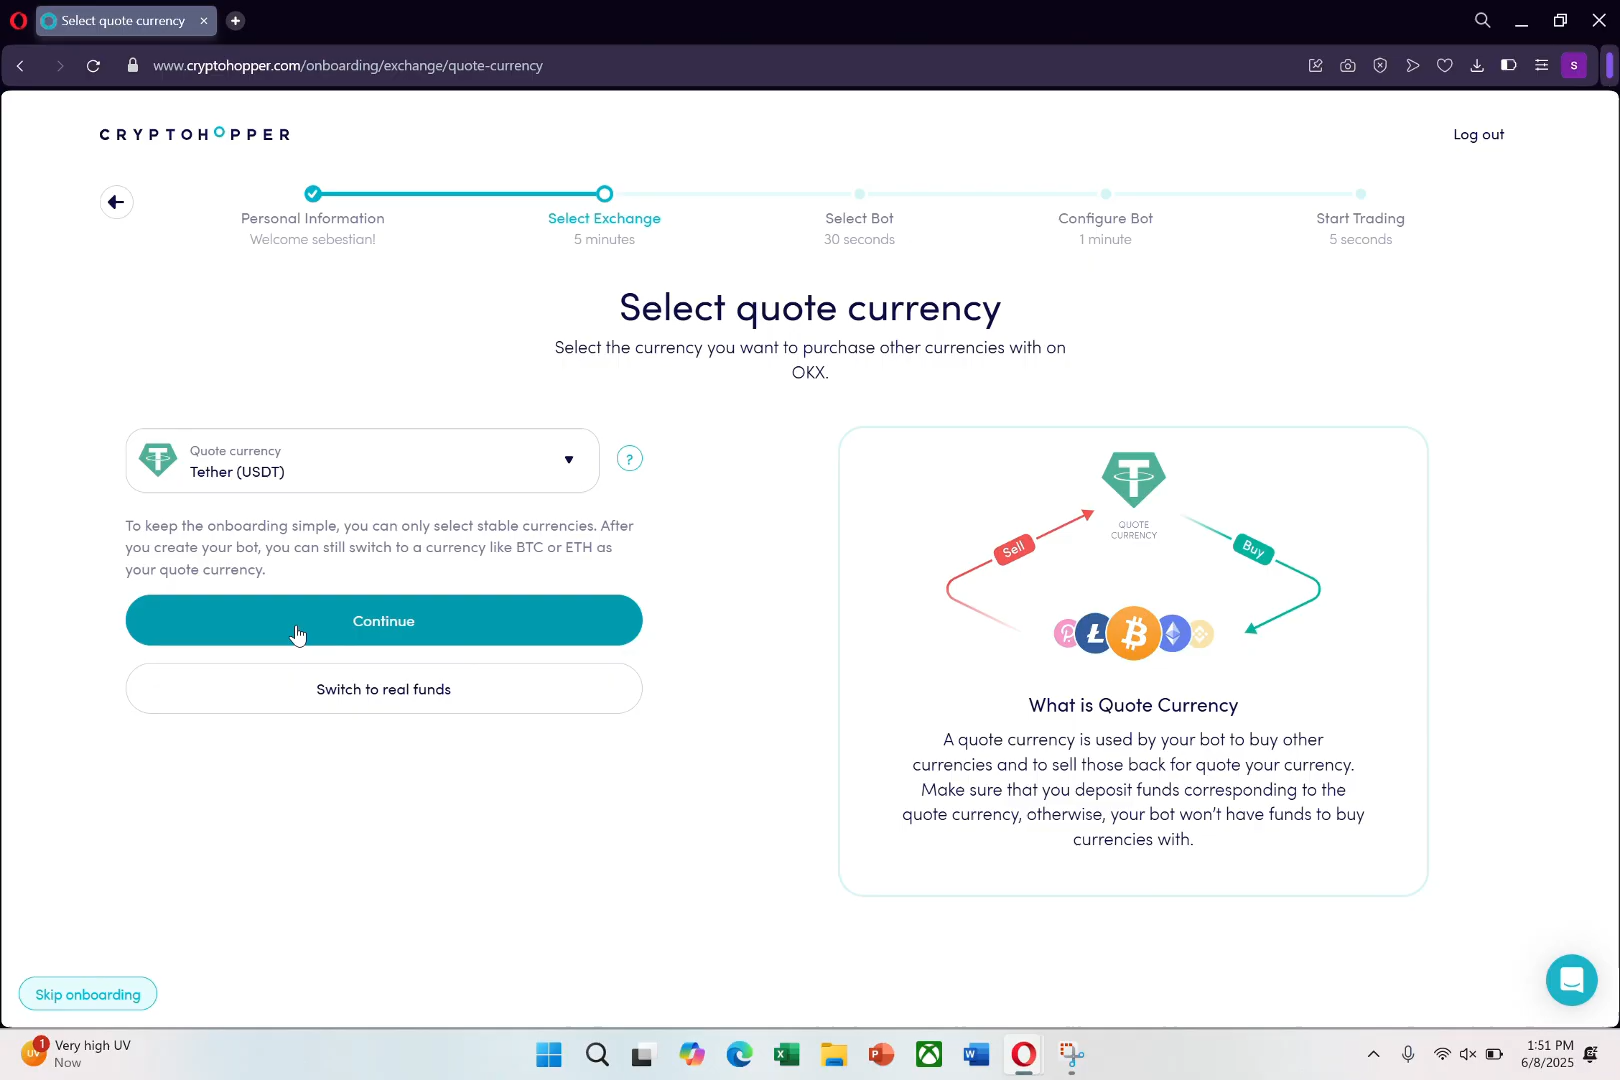 Select quote currency
www.cryptohopper.com/onboarding/exchange/quote-currency
S
CRYPTOHOPPER
Log out
Personal Information
Welcome sebestian!
Select Exchange
5 minutes
Select Bot
30 seconds
Configure Bot
1 minute
Start Trading
5 seconds
Select quote currency
Select the currency you want to purchase other currencies with on
OKX.
Quote currency
Tether (USDT)
?
To keep the onboarding simple, you can only select stable currencies. After
you create your bot, you can still switch to a currency like BTC or ETH as
your quote currency.
Continue
Switch to real funds
QUOTE
CURRENCY
Sell
Buy
What is Quote Currency
A quote currency is used by your bot to buy other
currencies and to sell those back for quote your currency.
Make sure that you deposit funds corresponding to the
quote currency, otherwise, your bot won't have funds to buy
currencies with.
Skip onboarding
UV
1
Very high UV
Now
1:51 PM
6/8/2025